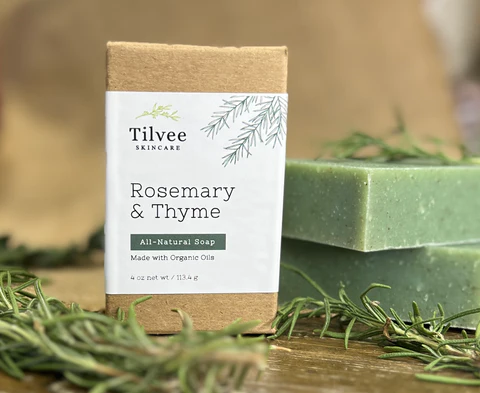 Tilvee
SKINCARE
Rosemary
& Thyme
All-Natural Soap
Made with Organic Oils
4 oz net wt / 113.4 g